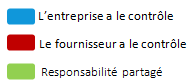 L'entreprise a le contrôle
Le fournisseur a le contrôle
Responsabilité partagé